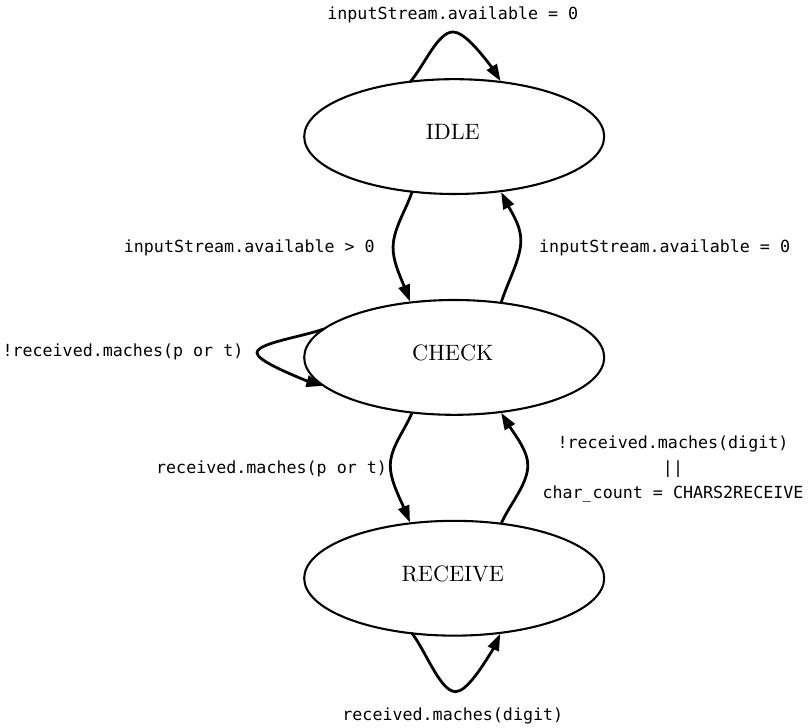 inputStream.available = 0
IDLE
inputStream.available > 0
inputStream.available = 0
!received.maches(p or t)
CHECK
!received.maches(digit)
||
char_count = CHARS2RECEIVE
received.maches(p or t)
RECEIVE
received.maches(digit)